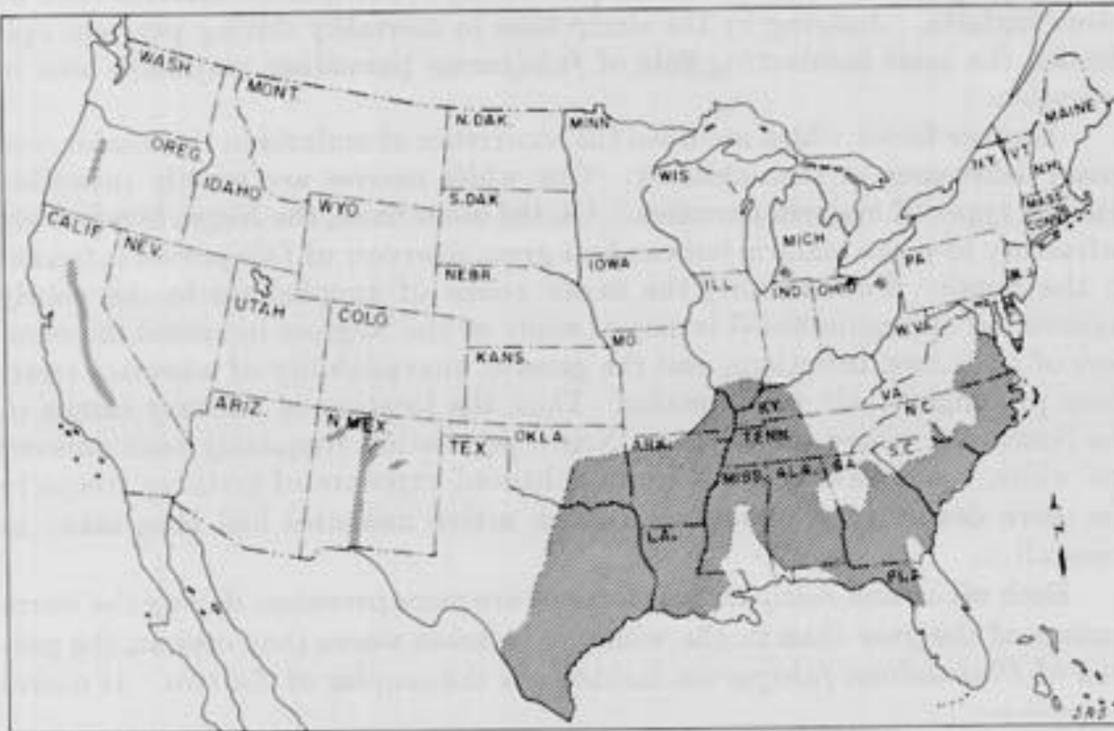 WASH.
MONT.
N.DAK.
MINN.
MAINE
OREG.
IDAHO
WYO.
S.DAK.
WIS.
MICH.
N.Y.
VT.
N.H.
MASS.
CONN.
CALIF.
NEV.
UTAH
COLO.
NEBR.
IOWA
ILL.
IND.
OHIO
PA.
KANS.
MO.
KY.
W.V.
VA.
ARIZ.
N.MEX.
TEX.
OKLA.
ARK.
TENN.
N.C.
S.C.
MISS.
ALA.
GA.
LA.
FLA.